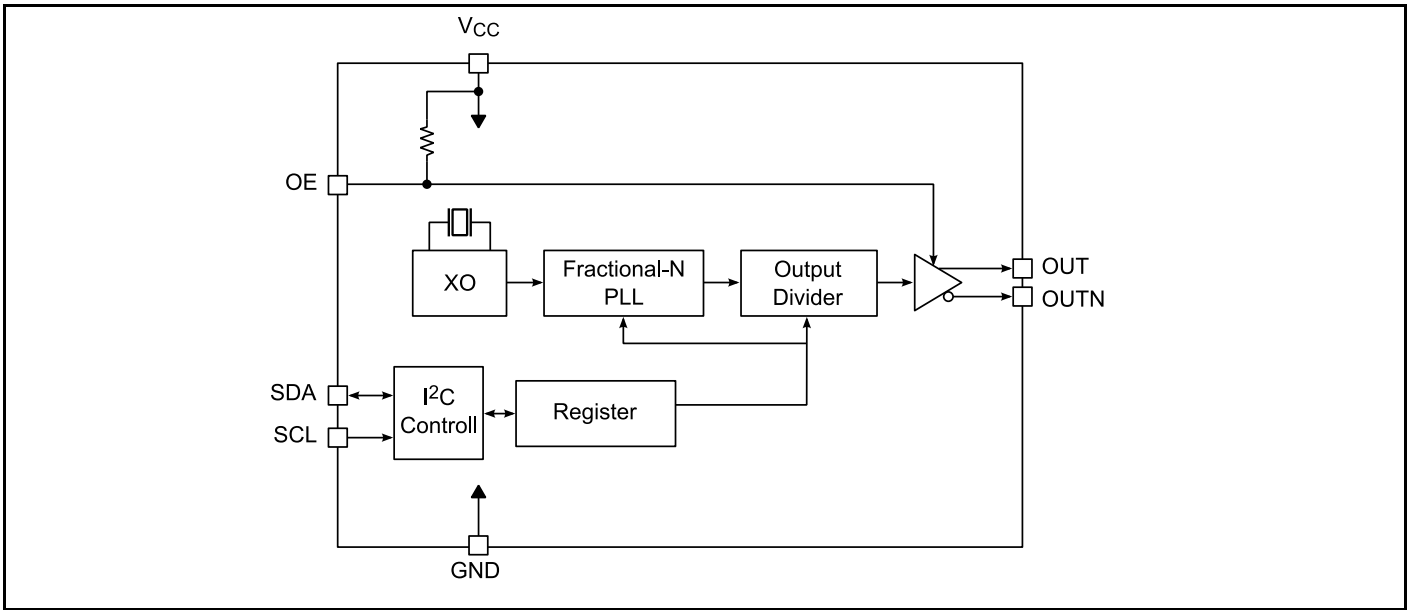 VCC
OE
XO
Fractional-N
PLL
Output
Divider
OUT
OUTN
SDA
SCL
I²C
Controll
Register
GND